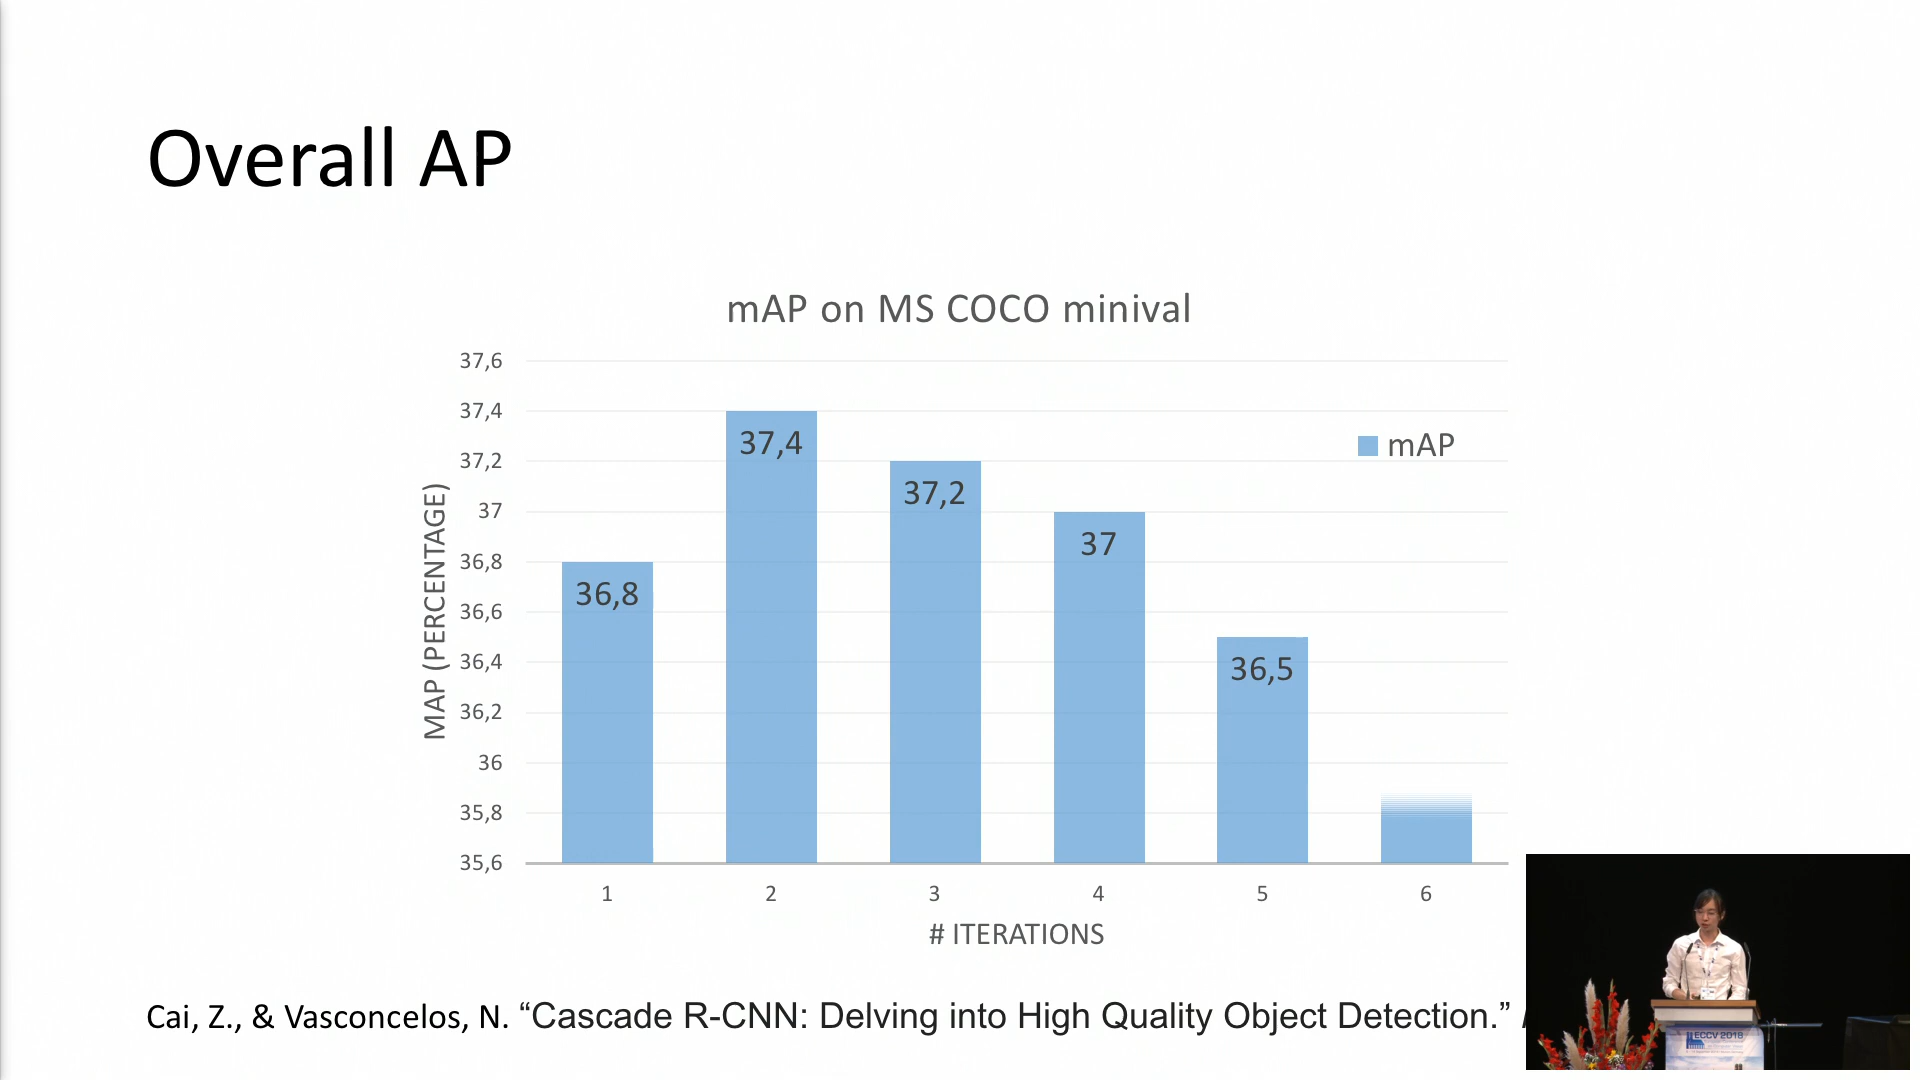 Overall AP
mAP on MS COCO minival
37,6
37,4
37,2
37
36,8
36,6
36,4
36,2
36
35,8
35,6
MAP (PERCENTAGE)
36,8
37,4
37,2
37
36,5
mAP
1 2 3 4 5 6
# ITERATIONS
Cai, Z., & Vasconcelos, N. “Cascade R-CNN: Delving into High Quality Object Detection.”
ECCV 2018